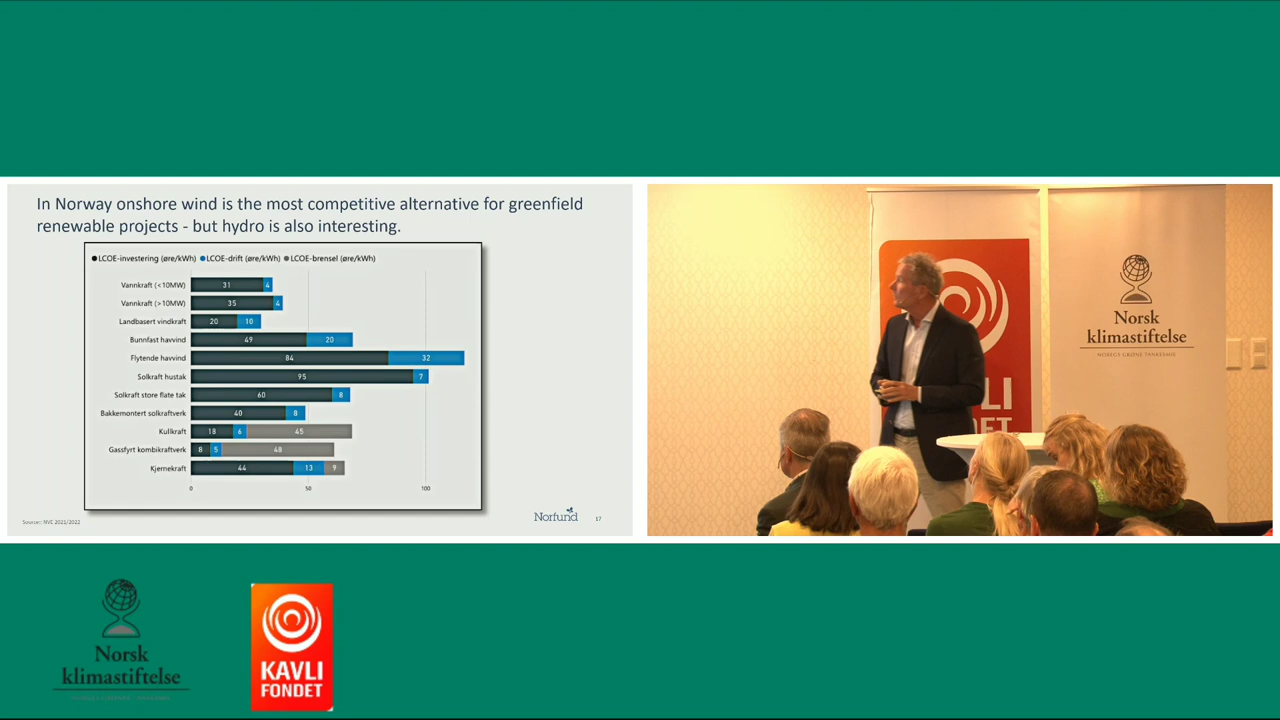 In Norway onshore wind is the most competitive alternative for greenfield
renewable projects - but hydro is also interesting.
LCOE-investering (øre/kWh) LCOE-drift (øre/kWh) LCOE-brensel (øre/kWh)
Vannkraft (<10MW) 31 4
Vannkraft (>10MW) 35 4
Landbasert vindkraft 20 10
Bunnfast havvind 49 20
Flytende havvind 84 32
Solkraft hustak 95 7
Solkraft store flate tak 60 8
Bakkemontert solkraftverk 40 8
Kullkraft 18 6 45
Gassfyrt kombikraftverk 8 5 48
Kjernekraft 44 13 9
0 50 100
Source: NVE 2021/2022
Norfund 17
LI
Norsk
klimastiftelse
NORGES GRØNNE TANKESMIE
Norsk
klimastiftelse
KAVLI
FONDET